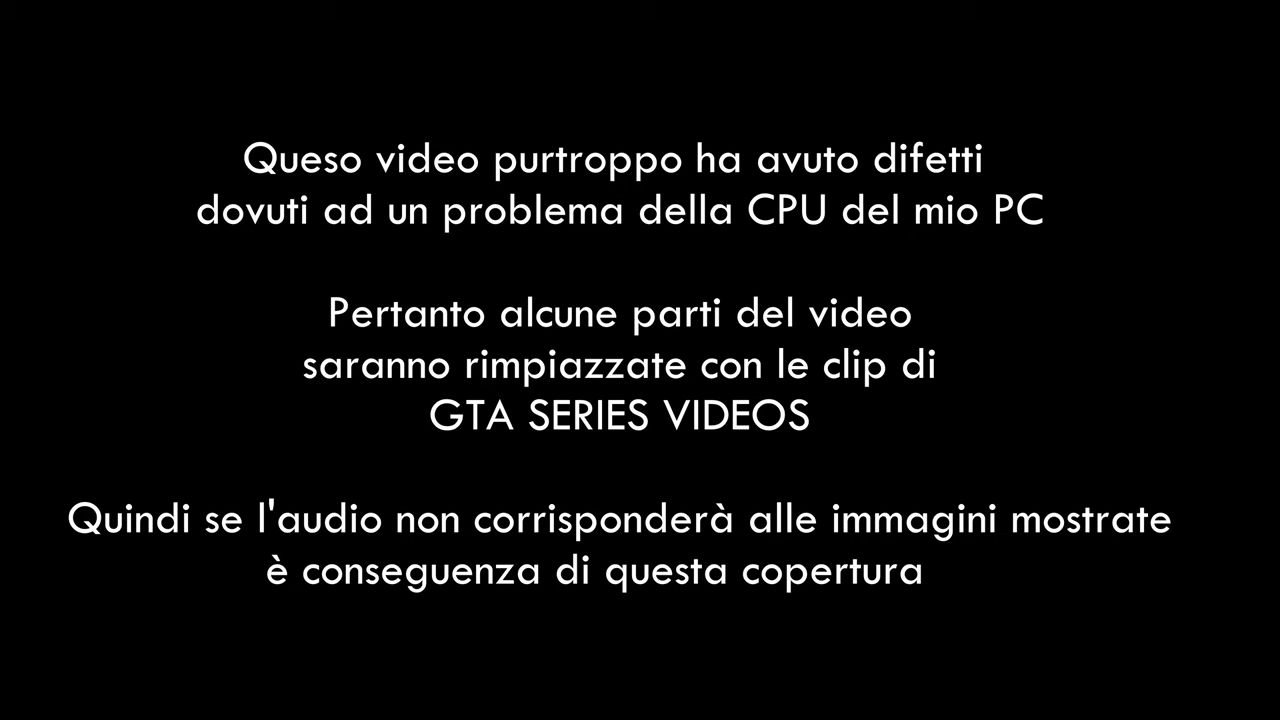 Queso video purtroppo ha avuto difetti
dovuti ad un problema della CPU del mio PC
Pertanto alcune parti del video
saranno rimpiazzate con le clip di
GTA SERIES VIDEOS
Quindi se l'audio non corrisponderà alle immagini mostrate
è conseguenza di questa copertura